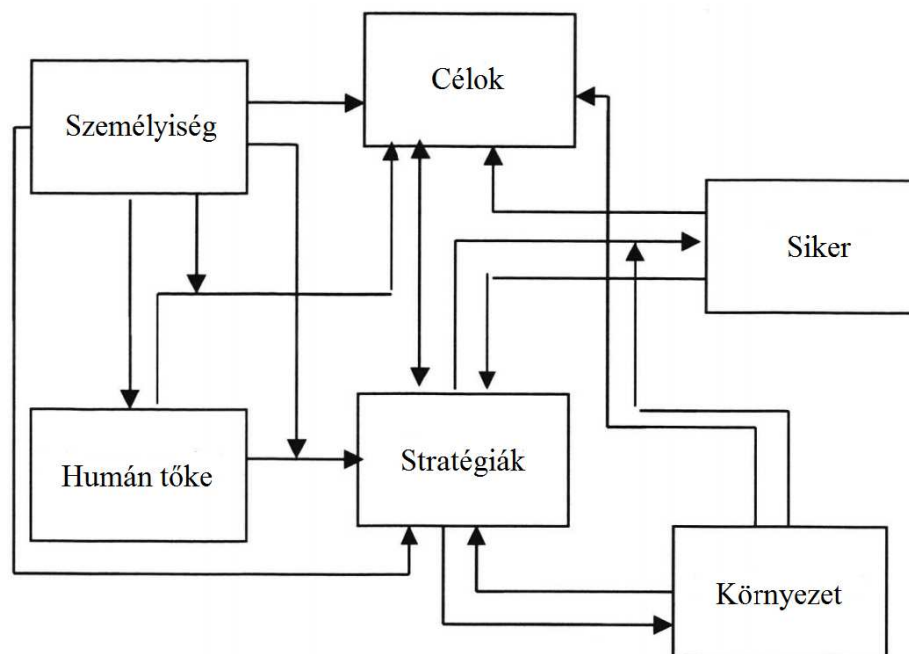 Célok
Személyiség
Siker
Humán tőke
Stratégiák
Környezet